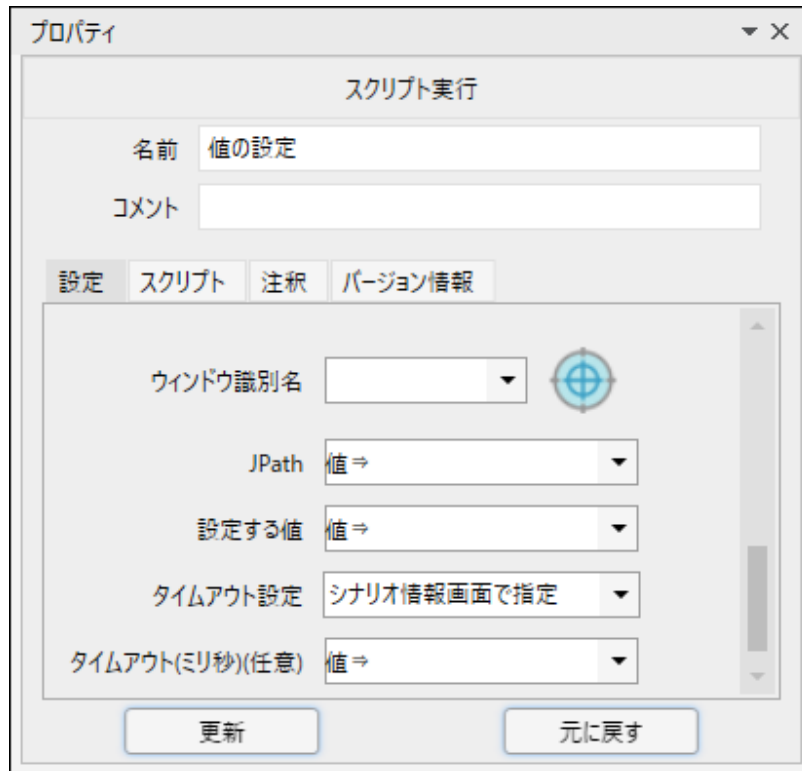 プロパティ
スクリプト実行
名前 値の設定
コメント
設定 スクリプト 注釈 バージョン情報
ウィンドウ識別名
JPath 値⇒
設定する値 値⇒
タイムアウト設定 シナリオ情報画面で指定
タイムアウト(ミリ秒)(任意) 値⇒
更新 元に戻す